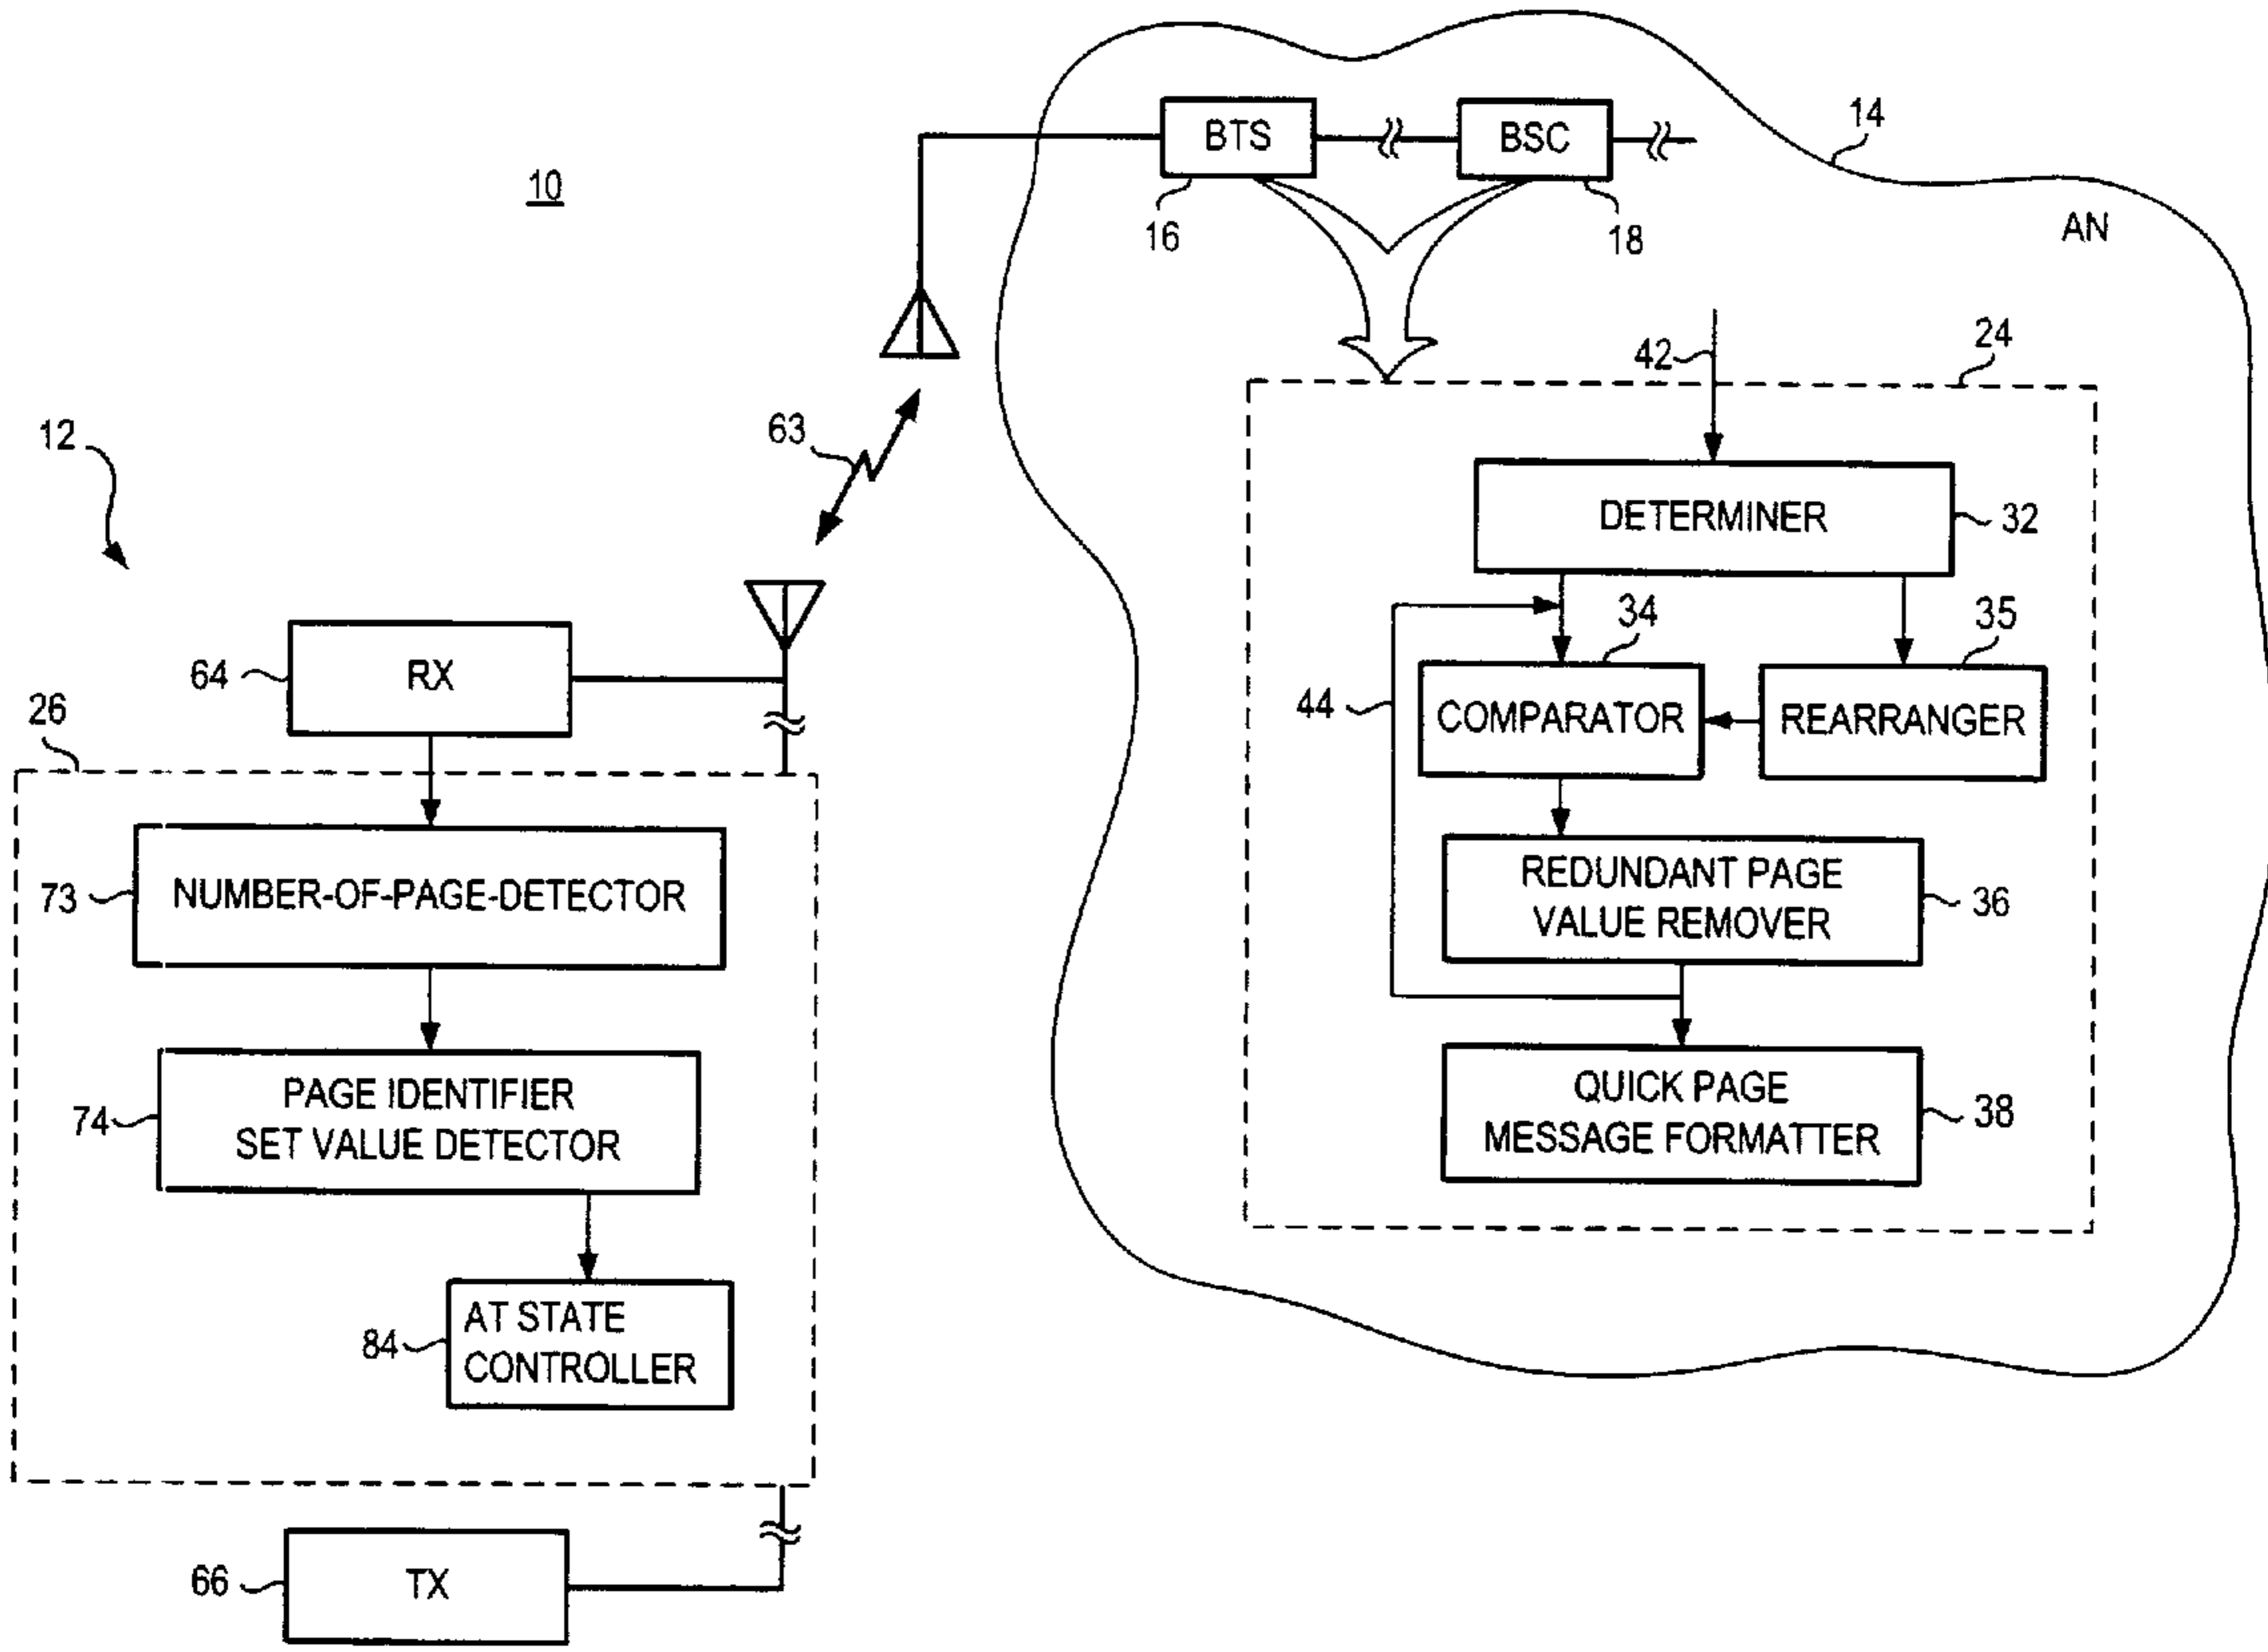 BTS
BSC
14
10
16
18
AN
42
24
12
63
DETERMINER
32
34
35
64
RX
44
COMPARATOR
REARRANGER
26
73
NUMBER-OF-PAGE-DETECTOR
REDUNDANT PAGE
VALUE REMOVER
36
74
PAGE IDENTIFIER
SET VALUE DETECTOR
QUICK PAGE
MESSAGE FORMATTER
38
84
AT STATE
CONTROLLER
66
TX